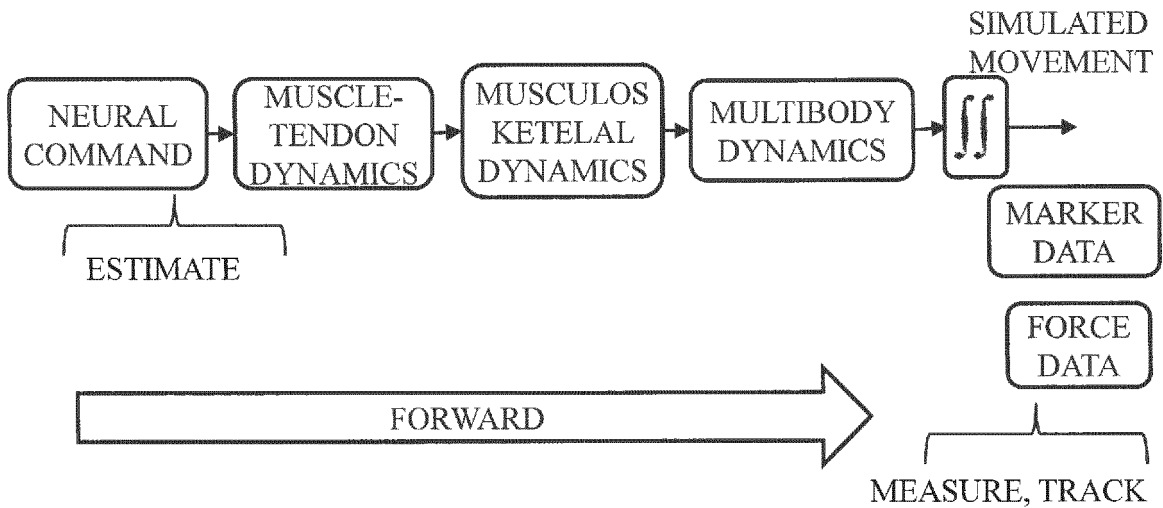 SIMULATED
MOVEMENT
NEURAL
COMMAND
MUSCLE-
TENDON
DYNAMICS
MUSCULOS
KETELAL
DYNAMICS
MULTIBODY
DYNAMICS
∫∫
MARKER
DATA
ESTIMATE
FORCE
DATA
FORWARD
MEASURE, TRACK